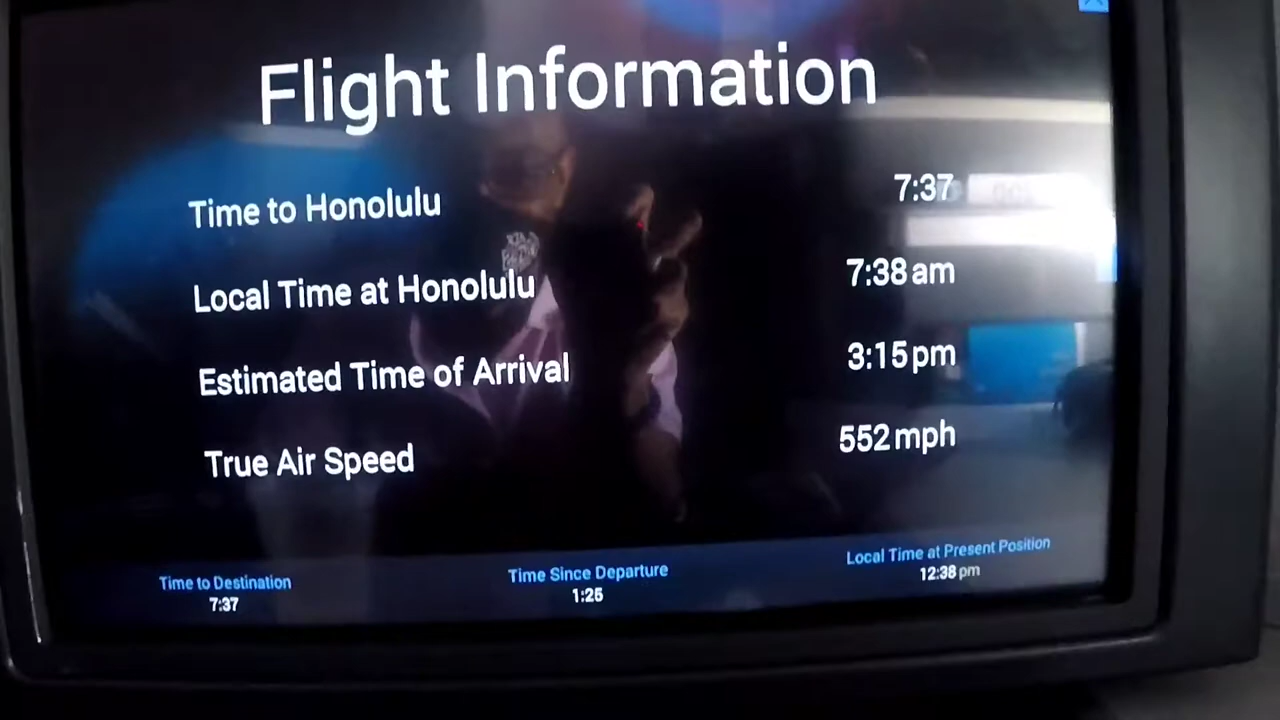 Flight Information
Time to Honolulu 7:37
Local Time at Honolulu 7:38 am
Estimated Time of Arrival 3:15 pm
True Air Speed 552 mph
Time to Destination Time Since Departure Local Time at Present Position
7:37 1:25 12:38 pm